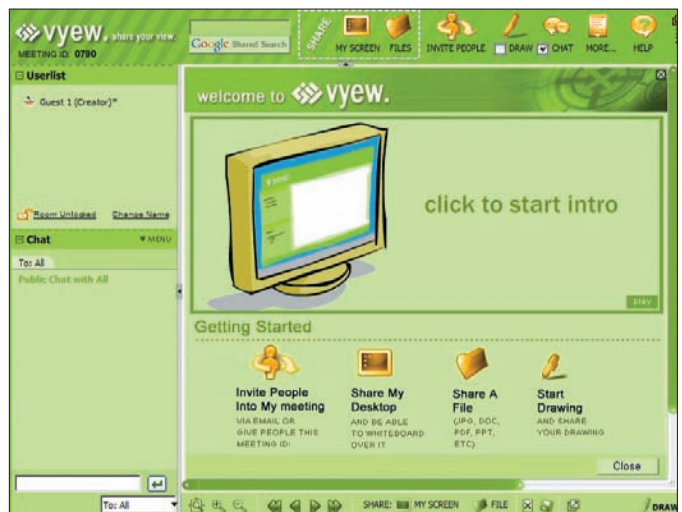 vyew. share your view.
MEETING ID: 0790
Google Shared Search
SHARE
MY SCREEN FILES INVITE PEOPLE DRAW CHAT MORE... HELP
Userlist
Guest 1 (Creator)*
Room Unlocked Change Name
Chat MENU
To: All
Public Chat with All
To: All
welcome to vyew.
click to start intro
play
Getting Started
Invite People
Into My meeting
VIA EMAIL OR
GIVE PEOPLE THIS
MEETING ID:
Share My
Desktop
AND BE ABLE
TO WHITEBOARD
OVER IT
Share A
File
(JPG, DOC,
PDF, PPT,
ETC)
Start
Drawing
AND SHARE
YOUR DRAWING
Close
SHARE: MY SCREEN FILE DRAW